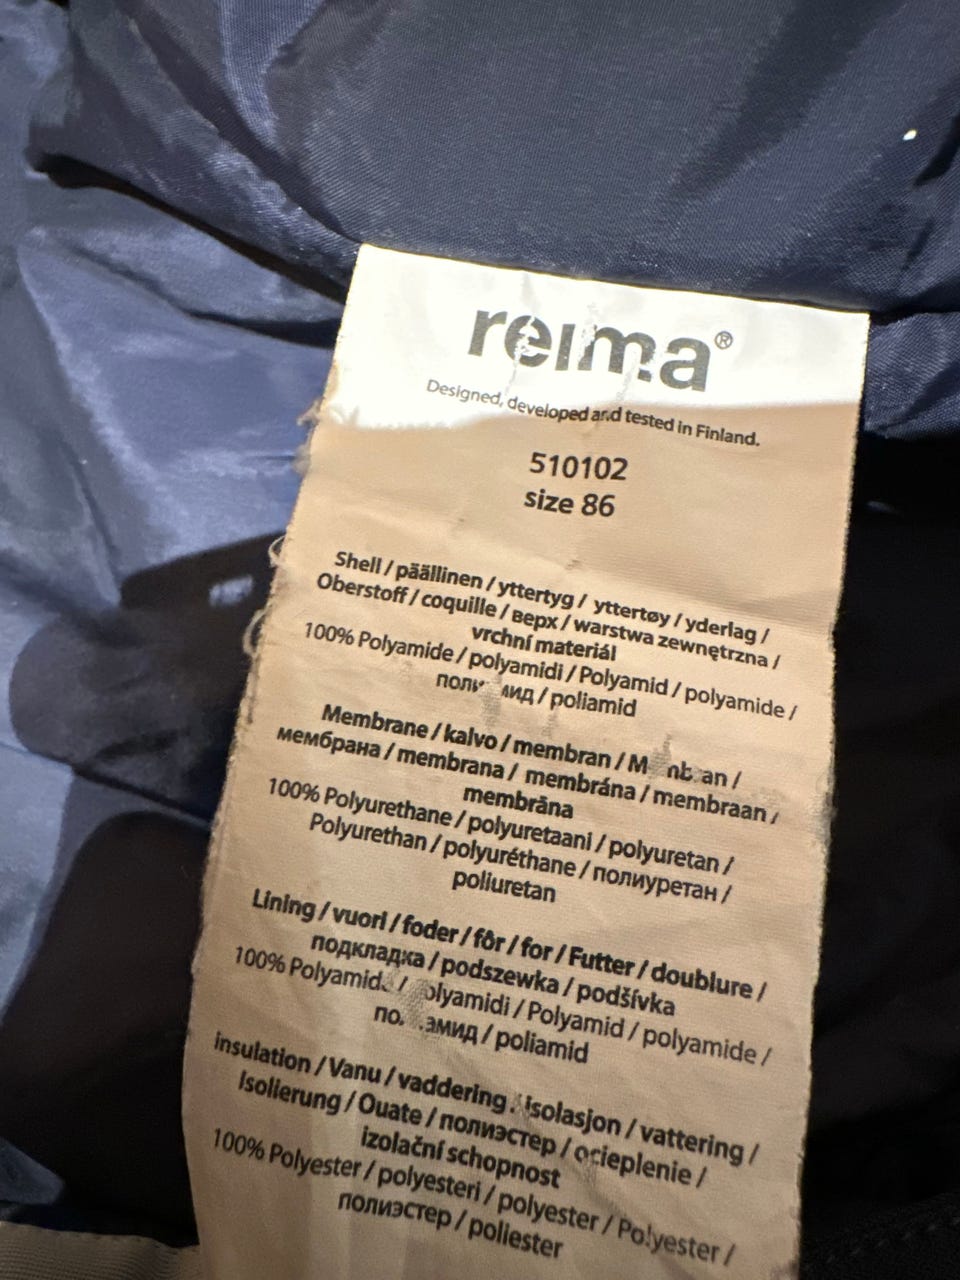 reima®
Designed, developed and tested in Finland.
510102
size 86
Shell / päällinen / yttertyg / yttertøy / yderlag /
Oberstoff / coquille / верх / warstwa zewnętrzna /
vrchní materiál
100% Polyamide / polyamidi / Polyamid / polyamide /
/ poliamid
Membrane / kalvo / membran /
мембрана / membrana / membrána / membraan /
membrāna
100% Polyurethane / polyuretaani / polyuretan /
Polyurethan / polyuréthane / полиуретан /
poliuretan
Lining / vuori / foder / fôr / for / Futter / doublure /
подкладка / podszewka / podšívka
100% / Polyamid / polyamide /
/ poliamid
insulation / Vanu / vaddering / isolasjon / vattering /
Isolierung / Ouate / полиэстер / ocieplenie /
izolační schopnost
100% Polyester / polyesteri / polyester / Polyester /
полиэстер / poliester